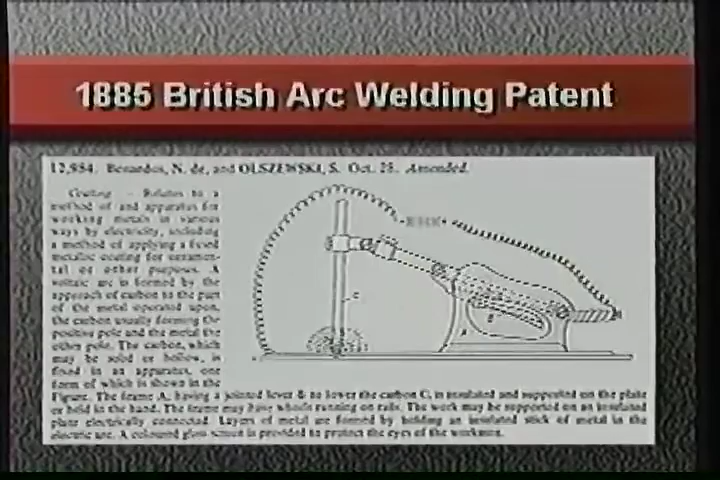 1885 British Arc Welding Patent
12,984. Benardos, N. de, and OLSZEWSKI, S. Oct. 28. Amended.
Coating. - Relates to a
method of and apparatus for
working metals in various
ways by electricity, including
a method of applying a fused
metallic coating for ornamen-
tal or other purposes. A
voltaic arc is formed by the
approach of carbon to the part
of the metal operated upon,
the carbon usually forming the
positive pole and the metal the
other pole. The carbon, which
may be solid or hollow, is
fixed in an apparatus, one
form of which is shown in the
Figure. The frame A, having a jointed lever B to lower the carbon C, is insulated and supported on the plate
or held in the hand. The frame may have wheels running on rails. The work may be supported on an insulated
plate electrically connected. Layers of metal are formed by holding an insulated stick of metal in the
electric arc. A coloured glass screen is provided to protect the eyes of the workmen.
C
B
A